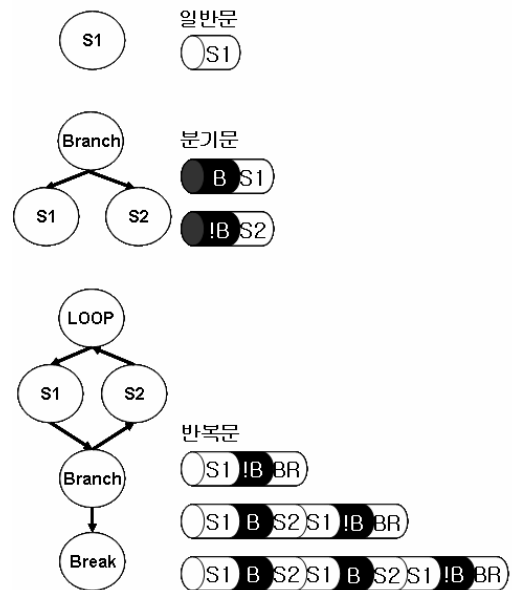 S1
일반문
S1
Branch
S1
S2
분기문
B S1
!B S2
LOOP
S1
S2
Branch
Break
반복문
S1 !B BR
S1 B S2 S1 !B BR
S1 B S2 S1 B S2 S1 !B BR